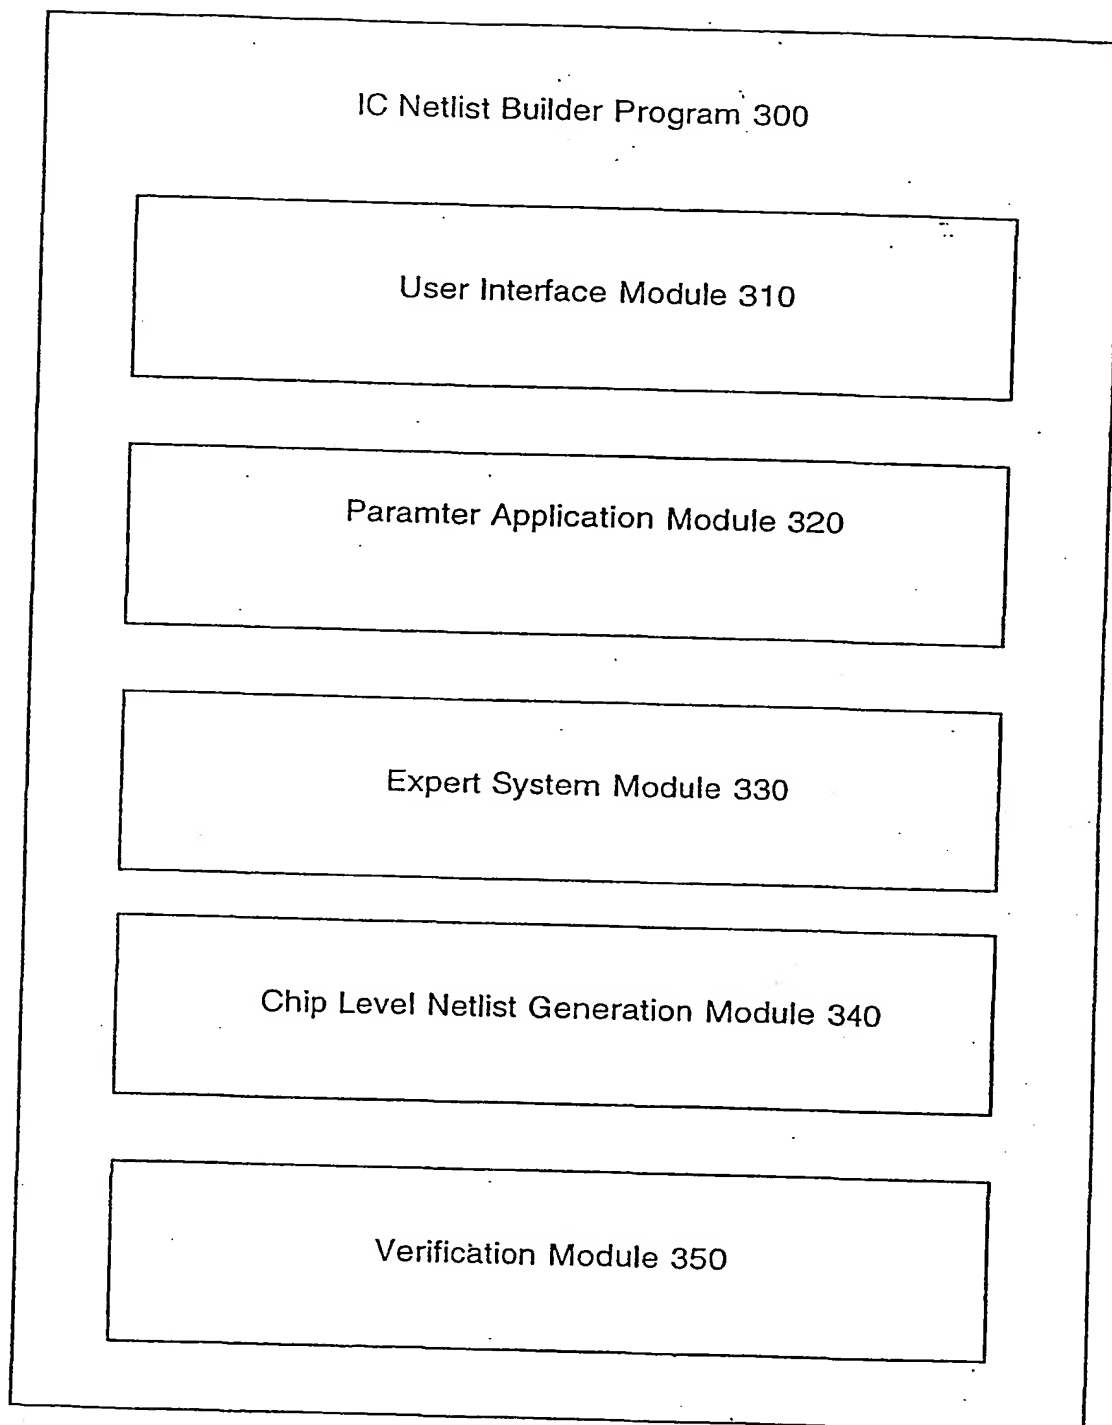 IC Netlist Builder Program 300
User Interface Module 310
Paramter Application Module 320
Expert System Module 330
Chip Level Netlist Generation Module 340
Verification Module 350